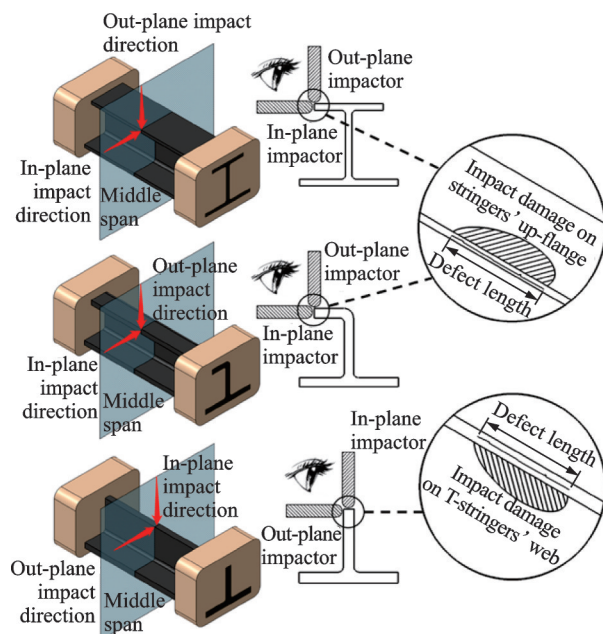 Out-plane impact
direction
In-plane
impact
direction
Middle
span
Out-plane
impactor
In-plane
impactor
Impact damage on
stringers' up-flange
Defect length
Out-plane
impact
direction
In-plane
impact
direction
Middle
span
Out-plane
impactor
In-plane
impactor
In-plane
impact
direction
Out-plane
impact
direction
Middle
span
In-plane
impactor
Out-plane
impactor
Defect length
Impact damage
on T-stringers' web